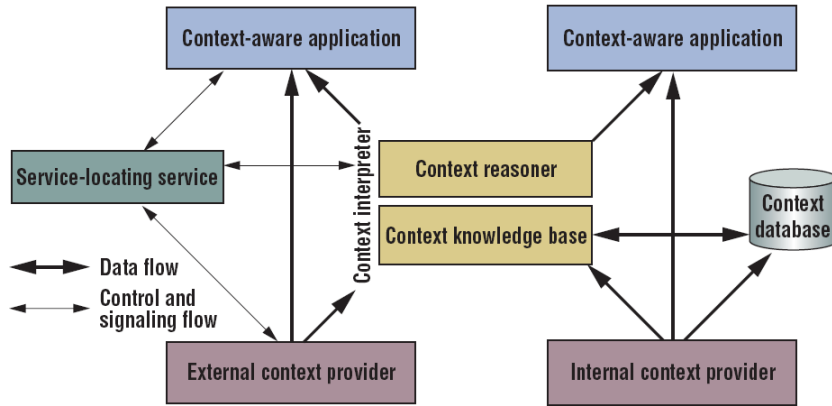 Context-aware application
Context-aware application
Context interpreter
Context reasoner
Service-locating service
Context knowledge base
Context
database
Data flow
Control and
signaling flow
External context provider
Internal context provider